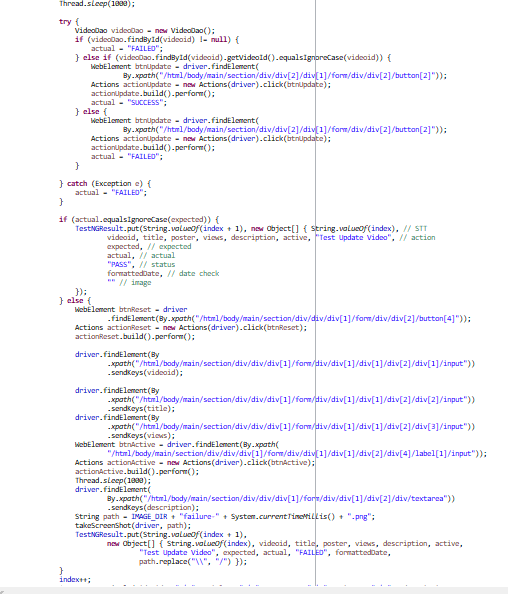 Thread.sleep(1000);
try {
VideoDao videoDao = new VideoDao();
if (videoDao.findById(videoid) != null) {
actual = "FAILED";
} else if (videoDao.findById(videoid).getVideoId().equalsIgnoreCase(videoid)) {
WebElement btnUpdate = driver.findElement(
By.xpath("/html/body/main/section/div/div[2]/div[1]/form/div/div[2]/button[2]"));
Actions actionUpdate = new Actions(driver).click(btnUpdate);
actionUpdate.build().perform();
actual = "SUCCESS";
} else {
WebElement btnUpdate = driver.findElement(
By.xpath("/html/body/main/section/div/div[2]/div[1]/form/div/div[2]/button[2]"));
Actions actionUpdate = new Actions(driver).click(btnUpdate);
actionUpdate.build().perform();
actual = "FAILED";
}
} catch (Exception e) {
actual = "FAILED";
}
if (actual.equalsIgnoreCase(expected)) {
TestNGResult.put(String.valueOf(index + 1), new Object[] { String.valueOf(index), // STT
videoid, title, poster, views, description, active, "Test Update Video", // action
expected, // expected
actual, // actual
"PASS", // status
formattedDate, // date check
"" // image
});
} else {
WebElement btnReset = driver
.findElement(By.xpath("/html/body/main/section/div/div/div[1]/form/div/div[2]/button[4]"));
Actions actionReset = new Actions(driver).click(btnReset);
actionReset.build().perform();
driver.findElement(By
.xpath("/html/body/main/section/div/div/div[1]/form/div/div[1]/div[1]/div[2]/div[1]/input"))
.sendKeys(videoid);
driver.findElement(By
.xpath("/html/body/main/section/div/div/div[1]/form/div/div[1]/div[1]/div[2]/div[2]/input"))
.sendKeys(title);
driver.findElement(By
.xpath("/html/body/main/section/div/div/div[1]/form/div/div[1]/div[1]/div[2]/div[3]/input"))
.sendKeys(views);
WebElement btnActive = driver.findElement(By.xpath(
"/html/body/main/section/div/div/div[1]/form/div/div[1]/div[1]/div[2]/div[4]/label[1]/input"));
Actions actionActive = new Actions(driver).click(btnActive);
actionActive.build().perform();
Thread.sleep(1000);
driver.findElement(
By.xpath("/html/body/main/section/div/div/div[1]/form/div/div[1]/div[2]/div/textarea"))
.sendKeys(description);
String path = IMAGE_DIR + "failure-" + System.currentTimeMillis() + ".png";
takeScreenShot(driver, path);
TestNGResult.put(String.valueOf(index + 1),
new Object[] { String.valueOf(index), videoid, title, poster, views, description, active,
"Test Update Video", expected, actual, "FAILED", formattedDate,
path.replace("\\", "/") });
}
index++;